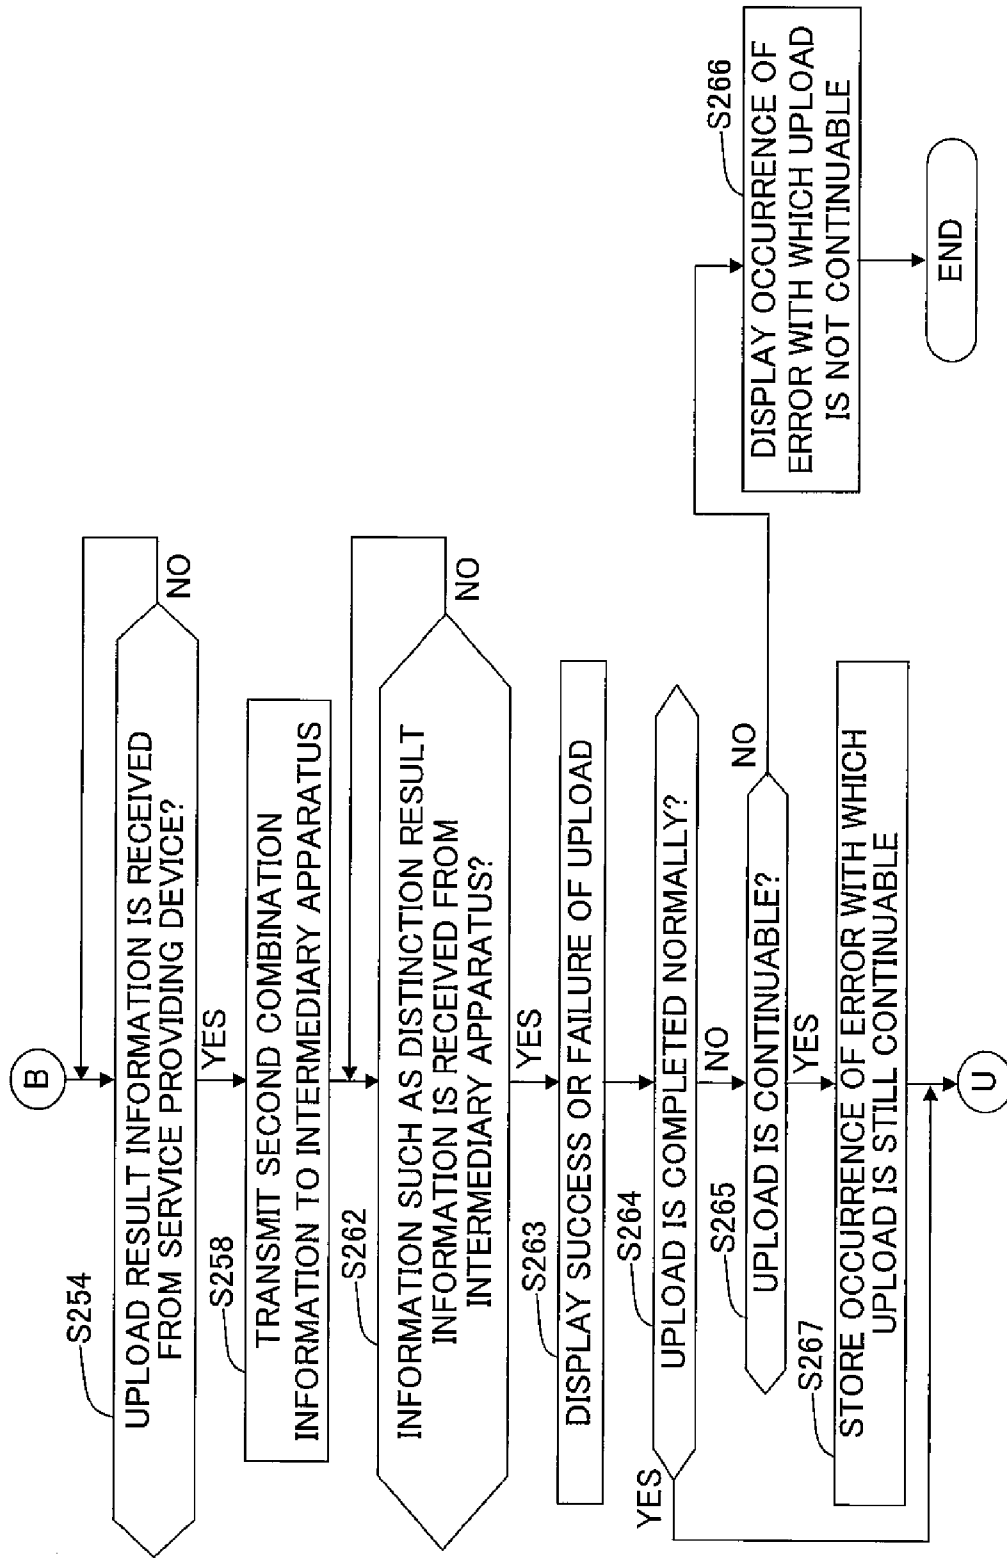 B
S254
UPLOAD RESULT INFORMATION IS RECEIVED
FROM SERVICE PROVIDING DEVICE?
NO
YES
S258
TRANSMIT SECOND COMBINATION
INFORMATION TO INTERMEDIARY APPARATUS
S262
INFORMATION SUCH AS DISTINCTION RESULT
INFORMATION IS RECEIVED FROM
INTERMEDIARY APPARATUS?
NO
YES
S263
DISPLAY SUCCESS OR FAILURE OF UPLOAD
S264
UPLOAD IS COMPLETED NORMALLY?
YES
NO
S265
UPLOAD IS CONTINUABLE?
NO
YES
S266
DISPLAY OCCURRENCE OF
ERROR WITH WHICH UPLOAD
IS NOT CONTINUABLE
END
S267
STORE OCCURRENCE OF ERROR WITH WHICH
UPLOAD IS STILL CONTINUABLE
U